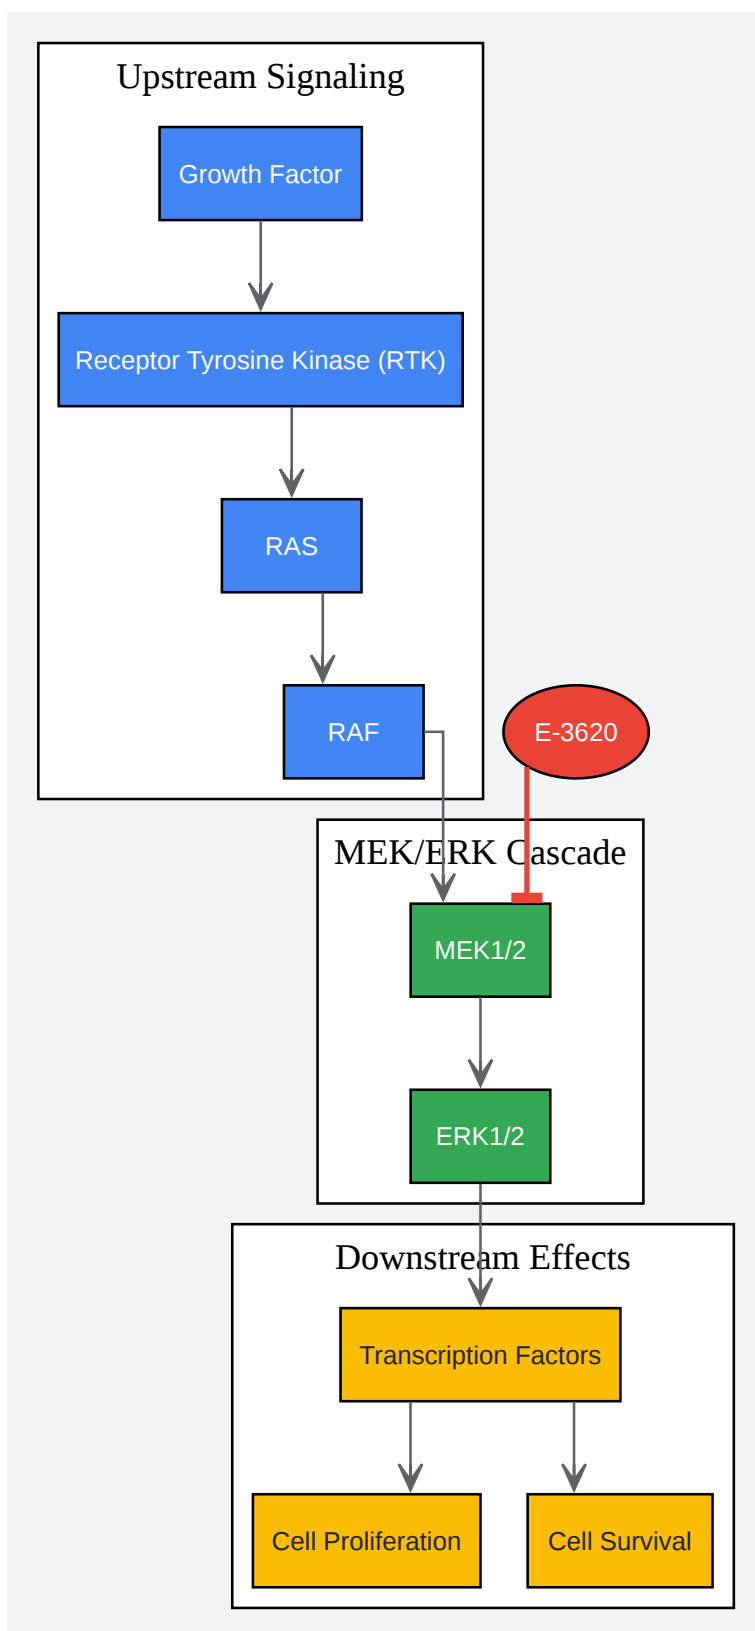 Upstream Signaling
Growth Factor
Receptor Tyrosine Kinase (RTK)
RAS
RAF
E-3620
MEK/ERK Cascade
MEK1/2
ERK1/2
Downstream Effects
Transcription Factors
Cell Proliferation
Cell Survival